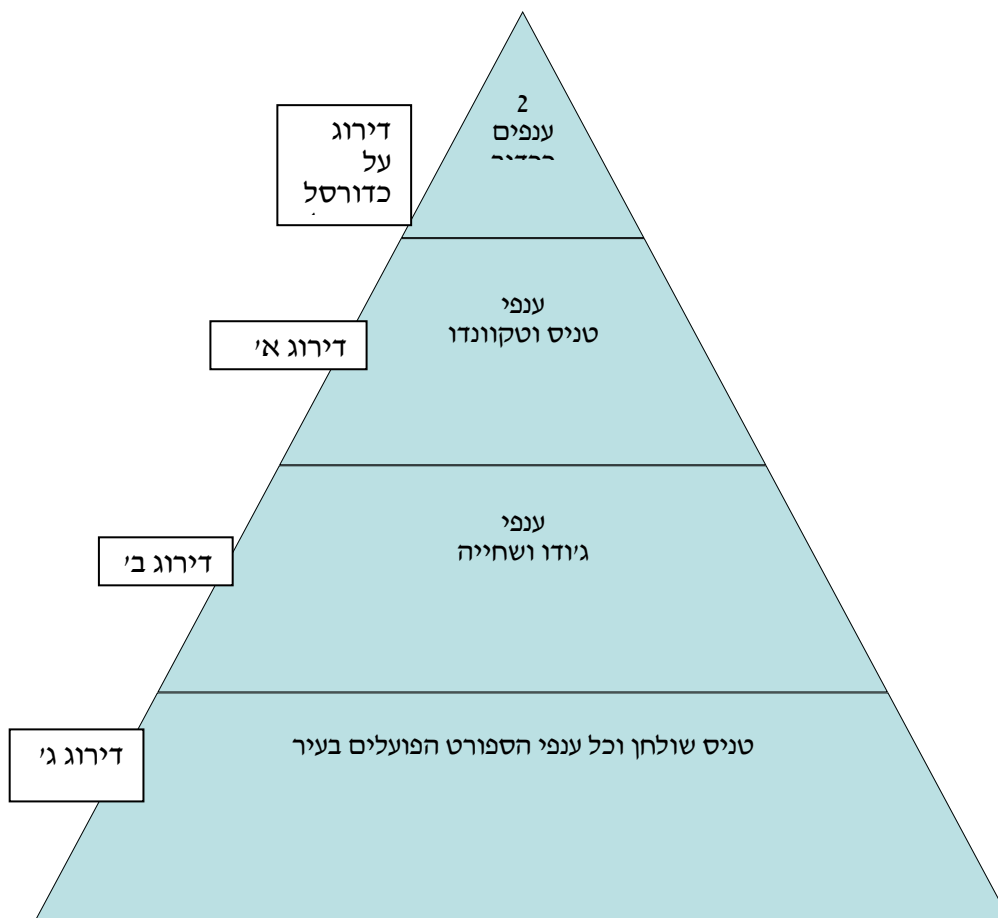 2
ענפים
דירוג
על
כדורסל
ענפי
טניס וטקוונדו
דירוג א'
ענפי
ג'ודו ושחייה
דירוג ב'
טניס שולחן וכל ענפי הספורט הפועלים בעיר
דירוג ג'